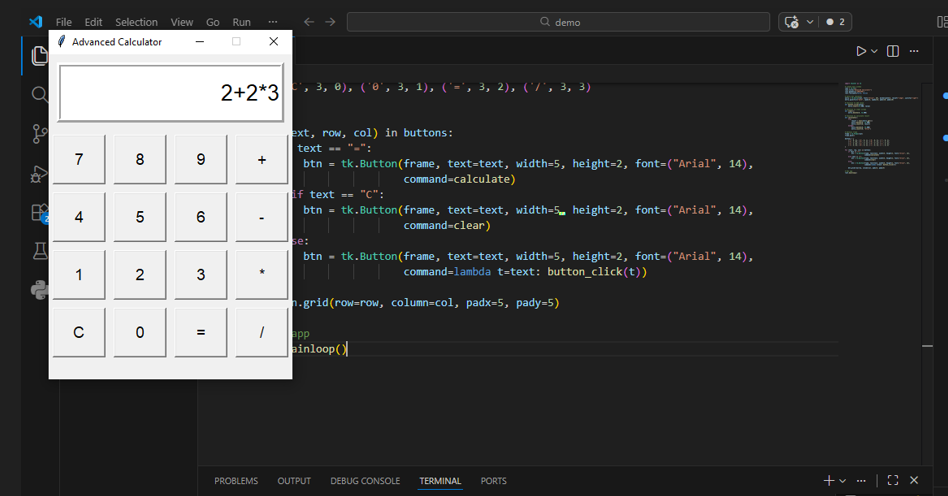 File Edit Selection View Go Run ···
demo
2
Advanced Calculator
2+2*3
7 8 9 +
4 5 6 -
1 2 3 *
C 0 = /
C', 3, 0), ('0', 3, 1), ('=', 3, 2), ('/', 3, 3)
ext, row, col) in buttons:
text == "=":
btn = tk.Button(frame, text=text, width=5, height=2, font=("Arial", 14),
command=calculate)
if text == "C":
btn = tk.Button(frame, text=text, width=5, height=2, font=("Arial", 14),
command=clear)
se:
btn = tk.Button(frame, text=text, width=5, height=2, font=("Arial", 14),
command=lambda t=text: button_click(t))
n.grid(row=row, column=col, padx=5, pady=5)
app
ainloop()
PROBLEMS OUTPUT DEBUG CONSOLE TERMINAL PORTS